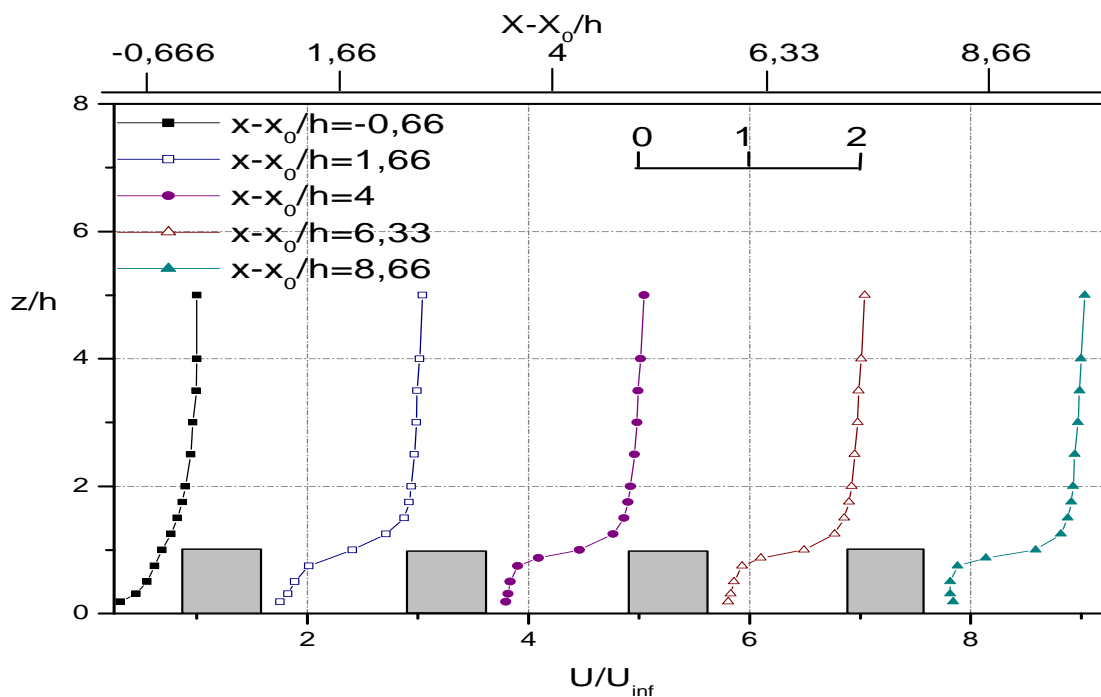 X-X₀/h
-0,666 1,66 4 6,33 8,66
8
x-x₀/h=-0,66
x-x₀/h=1,66
x-x₀/h=4
x-x₀/h=6,33
x-x₀/h=8,66
0 1 2
6
z/h
4
2
0
2 4 6 8
U/U_inf